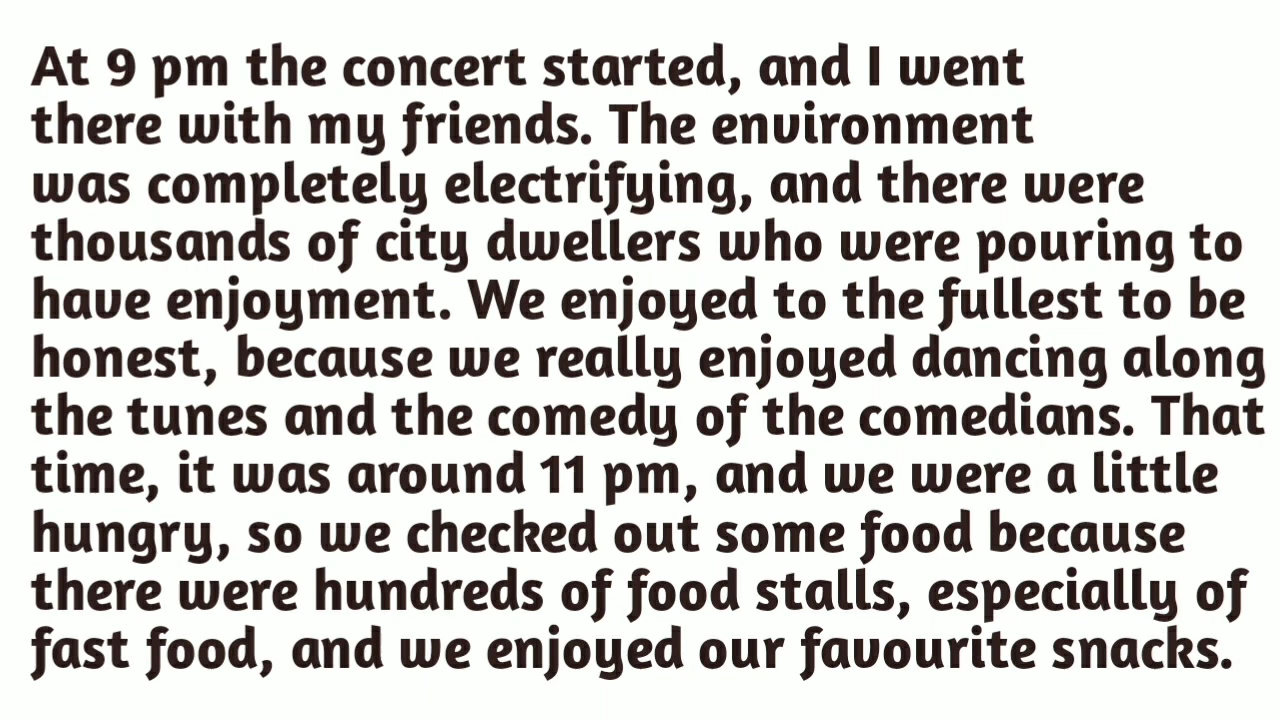 At 9 pm the concert started, and I went
there with my friends. The environment
was completely electrifying, and there were
thousands of city dwellers who were pouring to
have enjoyment. We enjoyed to the fullest to be
honest, because we really enjoyed dancing along
the tunes and the comedy of the comedians. That
time, it was around 11 pm, and we were a little
hungry, so we checked out some food because
there were hundreds of food stalls, especially of
fast food, and we enjoyed our favourite snacks.